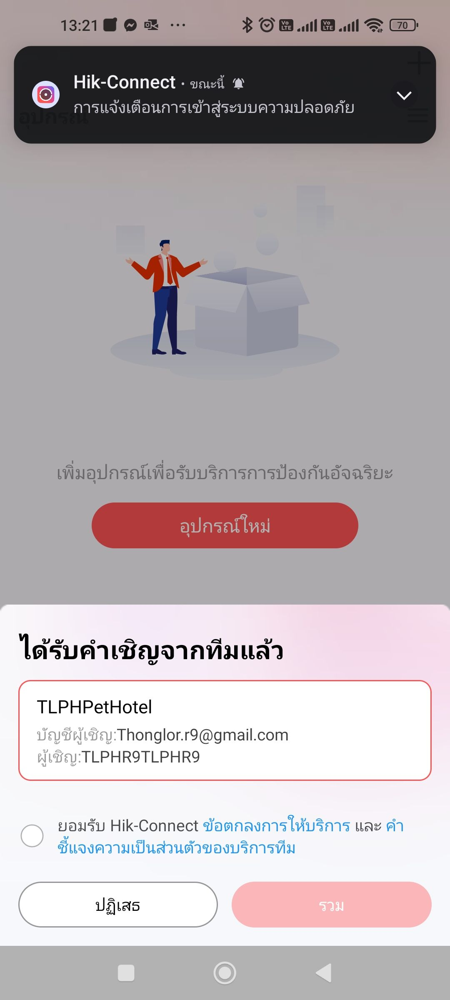 13:21
Vo LTE
Vo LTE
70
Hik-Connect · ขณะนี้
การแจ้งเตือนการเข้าสู่ระบบความปลอดภัย
อุปกรณ์
เพิ่มอุปกรณ์เพื่อรับบริการการป้องกันอัจฉริยะ
อุปกรณ์ใหม่
ได้รับคำเชิญจากทีมแล้ว
TLPHPetHotel
บัญชีผู้เชิญ:Thonglor.r9@gmail.com
ผู้เชิญ:TLPHR9TLPHR9
ยอมรับ Hik-Connect ข้อตกลงการให้บริการ และ คำ
ชี้แจงความเป็นส่วนตัวของบริการทีม
ปฏิเสธ
รวม